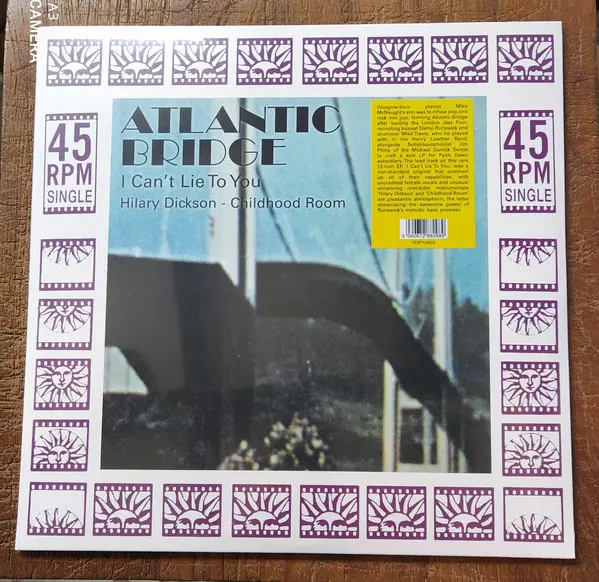 A3
CAMERA
45
RPM
SINGLE
45
RPM
SINGLE
ATLANTIC
BRIDGE
I Can't Lie To You
Hilary Dickson - Childhood Room
Glasgow-born pianist Mike
McNaught's aim was to infuse pop and
rock into jazz, forming Atlantic Bridge
after leading the London Jazz Four,
recruiting bassist Darryl Runswick and
drummer Mike Travis, who he played
with in the Henry Lowther Band,
alongside flutist/saxophonist Jim
Philip of the Michael Garrick Sextet
to craft a sole LP for Pye's Dawn
subsidiary. The lead track on this rare
12-inch EP, 'I Can't Lie To You,' was a
non-standard original that summed
up all of their capabilities, with
uncredited female vocals and unusual
enhancing overdubs; instrumentals
'Hilary Dickson' and 'Childhood Room'
are pleasantly atmospheric, the latter
showcasing the awesome power of
Runswick's melodic bass prowess.